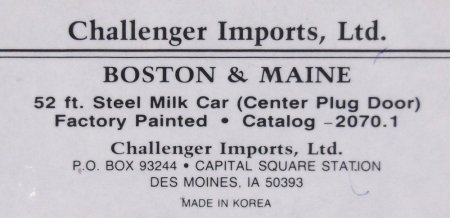 Challenger Imports, Ltd.
BOSTON & MAINE
52 ft. Steel Milk Car (Center Plug Door)
Factory Painted • Catalog –2070.1
Challenger Imports, Ltd.
P.O. BOX 93244 • CAPITAL SQUARE STATION
DES MOINES, IA 50393
MADE IN KOREA